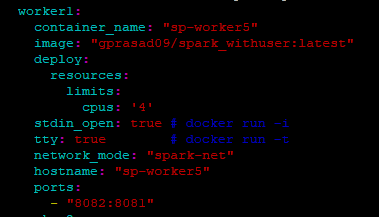 worker1:
container_name: "sp-worker5"
image: "gprasad09/spark_withuser:latest"
deploy:
resources:
limits:
cpus: '4'
stdin_open: true # docker run -i
tty: true # docker run -t
network_mode: "spark-net"
hostname: "sp-worker5"
ports:
- "8082:8081"